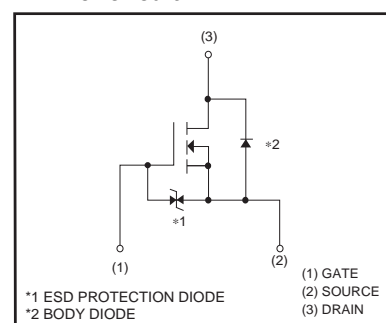 (3)
*2
*1
(1)
(2)
(1) GATE
(2) SOURCE
(3) DRAIN
*1 ESD PROTECTION DIODE
*2 BODY DIODE